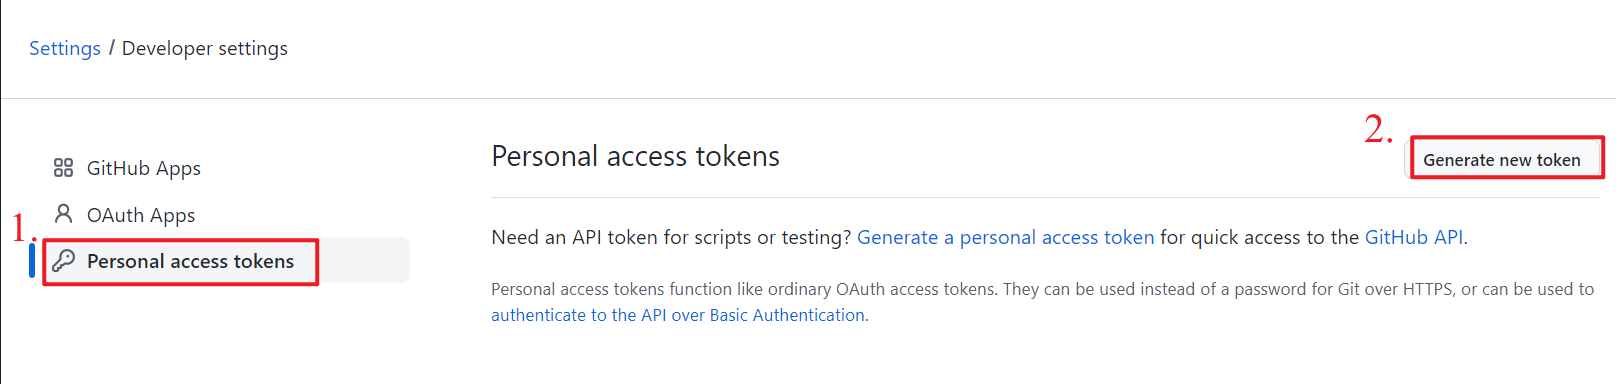 Settings / Developer settings
GitHub Apps
OAuth Apps
1.
Personal access tokens
Personal access tokens
2.
Generate new token
Need an API token for scripts or testing? Generate a personal access token for quick access to the GitHub API.
Personal access tokens function like ordinary OAuth access tokens. They can be used instead of a password for Git over HTTPS, or can be used to
authenticate to the API over Basic Authentication.